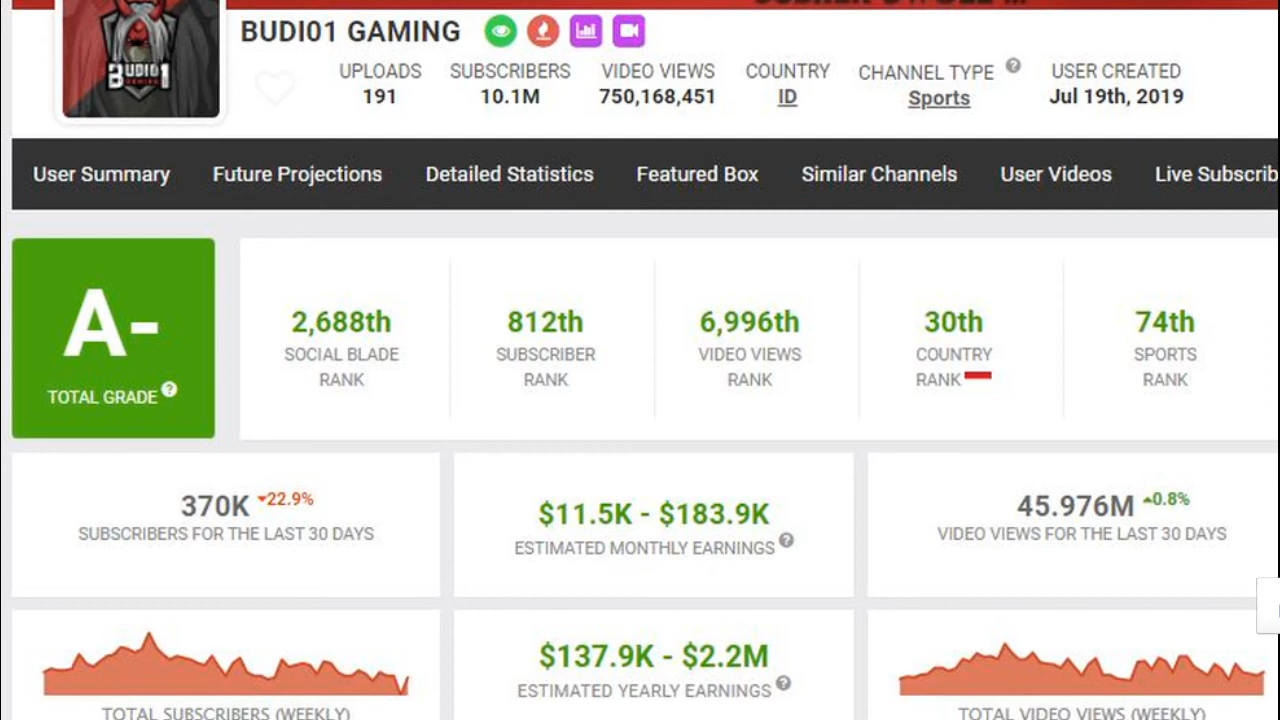 BUDI01 GAMING
UPLOADS SUBSCRIBERS VIDEO VIEWS COUNTRY CHANNEL TYPE ? USER CREATED
191 10.1M 750,168,451 ID Sports Jul 19th, 2019
BUDI01
GAMING
User Summary Future Projections Detailed Statistics Featured Box Similar Channels User Videos Live Subscrib
A-
TOTAL GRADE ?
2,688th 812th 6,996th 30th 74th
SOCIAL BLADE SUBSCRIBER VIDEO VIEWS COUNTRY SPORTS
RANK RANK RANK RANK RANK
370K 22.9%
SUBSCRIBERS FOR THE LAST 30 DAYS
$11.5K - $183.9K
ESTIMATED MONTHLY EARNINGS ?
45.976M 0.8%
VIDEO VIEWS FOR THE LAST 30 DAYS
$137.9K - $2.2M
ESTIMATED YEARLY EARNINGS ?
TOTAL SUBSCRIBERS (WEEKLY)
TOTAL VIDEO VIEWS (WEEKLY)